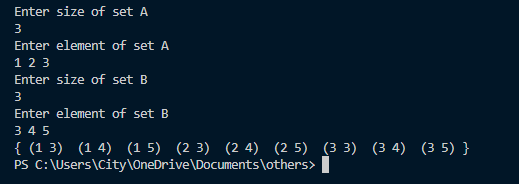 Enter size of set A
3
Enter element of set A
1 2 3
Enter size of set B
3
Enter element of set B
3 4 5
{ (1 3)  (1 4)  (1 5)  (2 3)  (2 4)  (2 5)  (3 3)  (3 4)  (3 5) }
PS C:\Users\City\OneDrive\Documents\others>